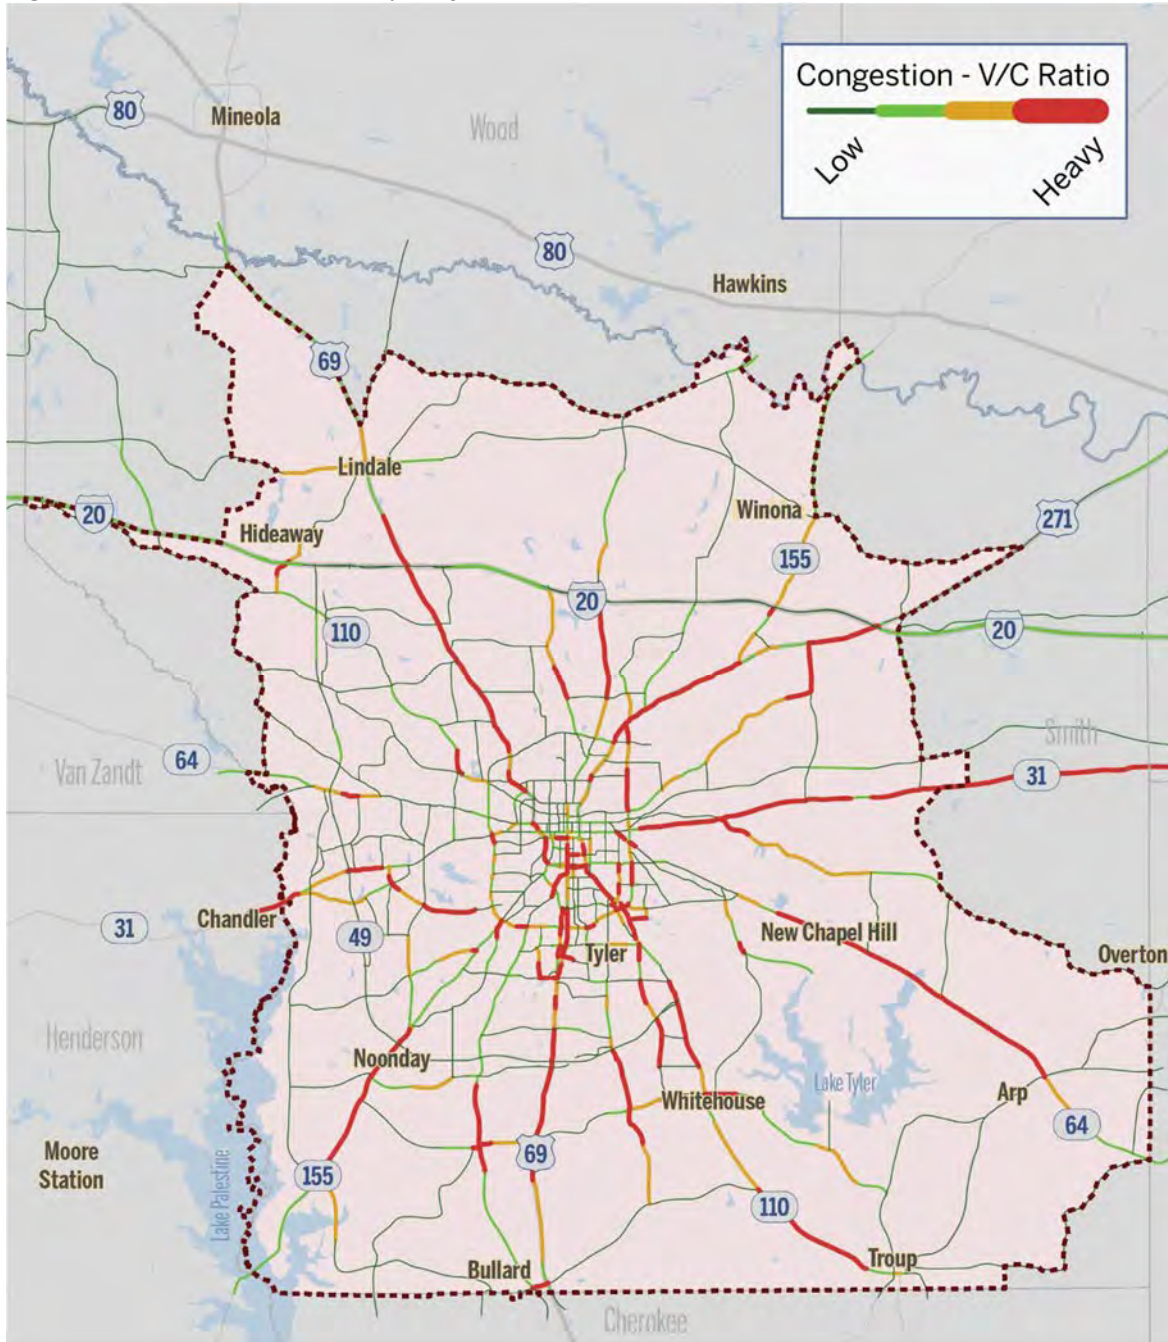 Congestion - V/C Ratio
Low
Heavy
80
Mineola
Wood
80
Hawkins
69
Lindale
20
Hideaway
Winona
271
155
20
110
20
Smith
64
Van Zandt
31
Chandler
31
49
New Chapel Hill
Tyler
Overton
Henderson
Noonday
Lake Tyler
Whitehouse
Arp
64
Moore
Station
69
155
Lake Palestine
110
Troup
Bullard
Cherokee